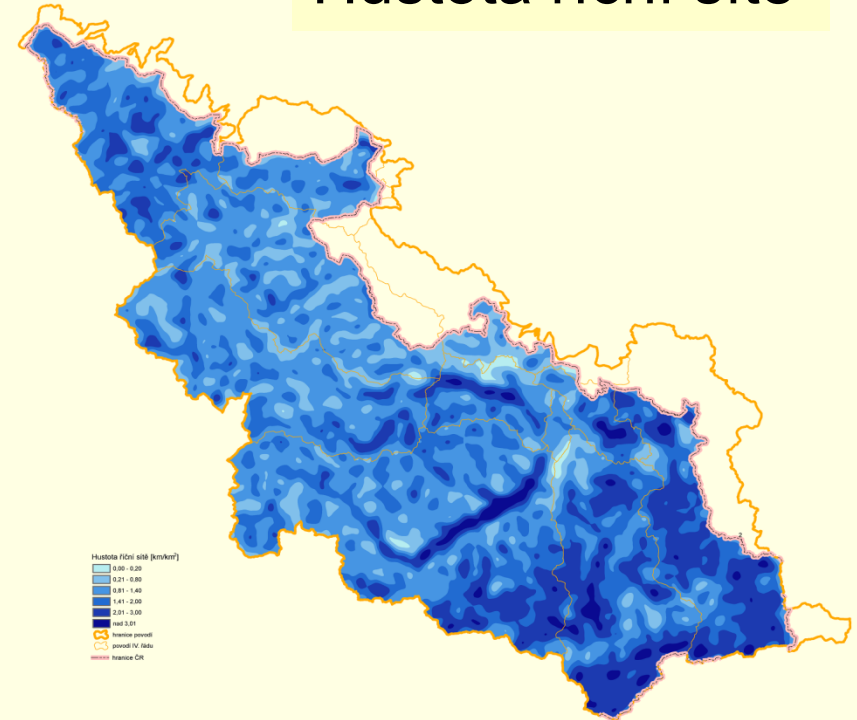 Hustota říční sítě
Hustota říční sítě [km/km²]
0,00 - 0,20
0,21 - 0,80
0,81 - 1,40
1,41 - 2,00
2,01 - 3,00
nad 3,01
hranice povodí
povodí IV. řádu
hranice ČR